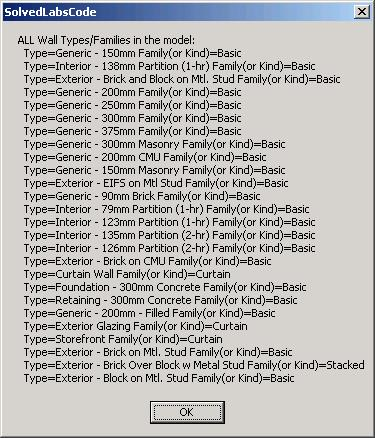 SolvedLabsCode
ALL Wall Types/Families in the model:
Type=Generic - 150mm Family(or Kind)=Basic
Type=Interior - 138mm Partition (1-hr) Family(or Kind)=Basic
Type=Exterior - Brick and Block on Mtl. Stud Family(or Kind)=Basic
Type=Generic - 200mm Family(or Kind)=Basic
Type=Generic - 250mm Family(or Kind)=Basic
Type=Generic - 300mm Family(or Kind)=Basic
Type=Generic - 375mm Family(or Kind)=Basic
Type=Generic - 300mm Masonry Family(or Kind)=Basic
Type=Generic - 200mm CMU Family(or Kind)=Basic
Type=Generic - 150mm Masonry Family(or Kind)=Basic
Type=Exterior - EIFS on Mtl Stud Family(or Kind)=Basic
Type=Generic - 90mm Brick Family(or Kind)=Basic
Type=Interior - 79mm Partition (1-hr) Family(or Kind)=Basic
Type=Interior - 123mm Partition (1-hr) Family(or Kind)=Basic
Type=Interior - 135mm Partition (2-hr) Family(or Kind)=Basic
Type=Interior - 126mm Partition (2-hr) Family(or Kind)=Basic
Type=Exterior - Brick on CMU Family(or Kind)=Basic
Type=Curtain Wall Family(or Kind)=Curtain
Type=Foundation - 300mm Concrete Family(or Kind)=Basic
Type=Retaining - 300mm Concrete Family(or Kind)=Basic
Type=Generic - 200mm - Filled Family(or Kind)=Basic
Type=Exterior Glazing Family(or Kind)=Curtain
Type=Storefront Family(or Kind)=Curtain
Type=Exterior - Brick on Mtl. Stud Family(or Kind)=Basic
Type=Exterior - Brick Over Block w Metal Stud Family(or Kind)=Stacked
Type=Exterior - Block on Mtl. Stud Family(or Kind)=Basic
OK